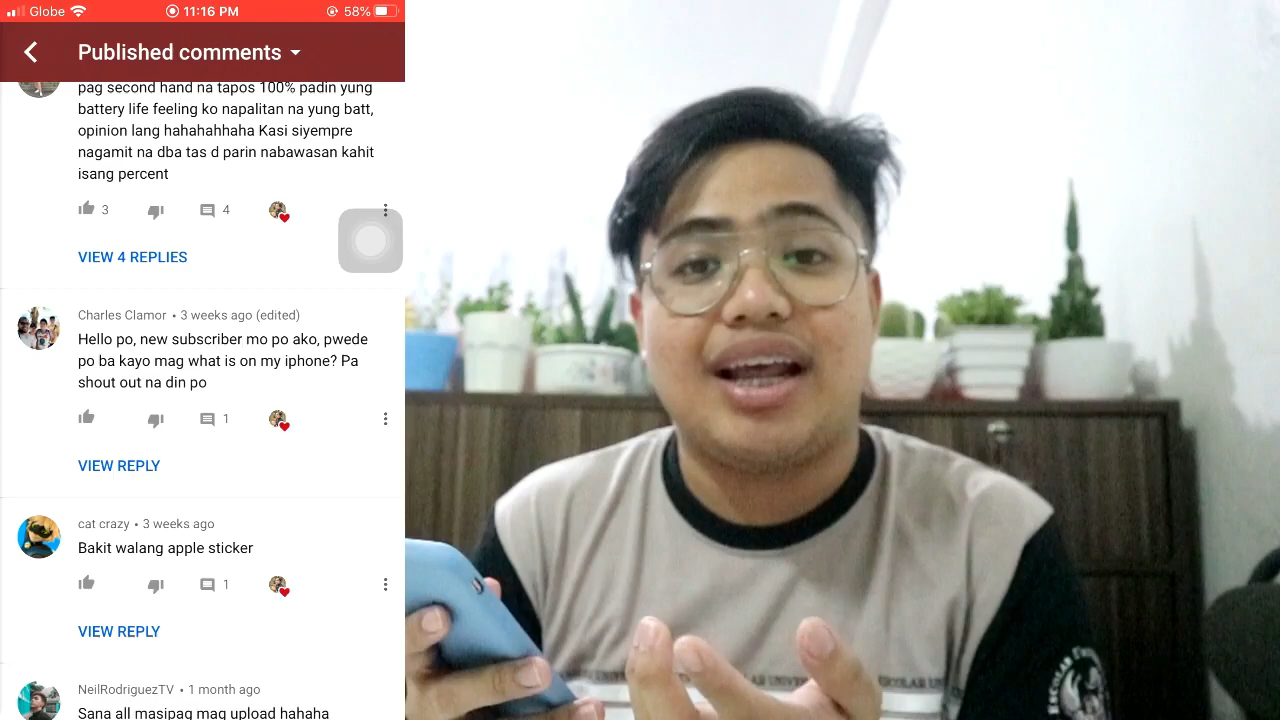 Globe
11:16 PM
58%
Published comments
pag second hand na tapos 100% padin yung
battery life feeling ko napalitan na yung batt,
opinion lang hahahahhaha Kasi siyempre
nagamit na dba tas d parin nabawasan kahit
isang percent
3
4
VIEW 4 REPLIES
Charles Clamor • 3 weeks ago (edited)
Hello po, new subscriber mo po ako, pwede
po ba kayo mag what is on my iphone? Pa
shout out na din po
1
VIEW REPLY
cat crazy • 3 weeks ago
Bakit walang apple sticker
1
VIEW REPLY
NeilRodriguezTV • 1 month ago
Sana all masipag mag upload hahaha
ESCOLAR